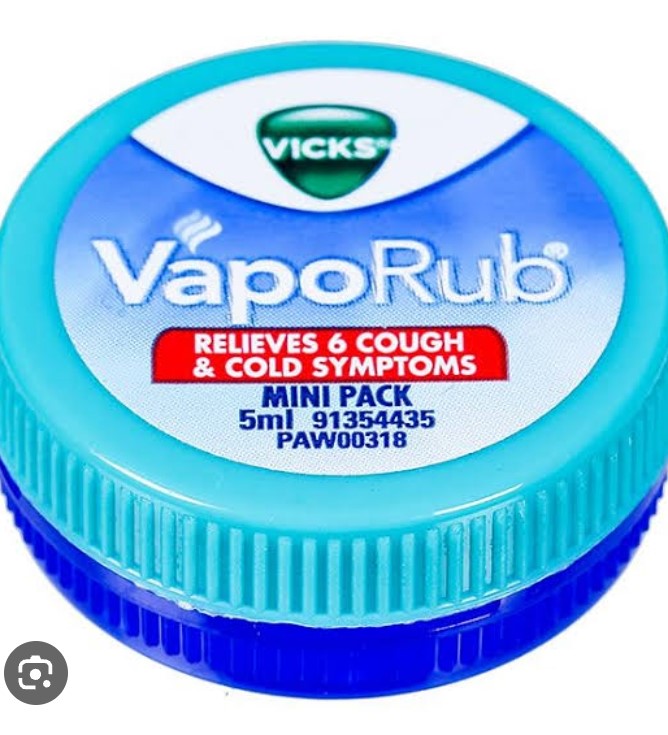 VICKS®
VapoRub®
RELIEVES 6 COUGH
& COLD SYMPTOMS
MINI PACK
5ml 91354435
PAW00318